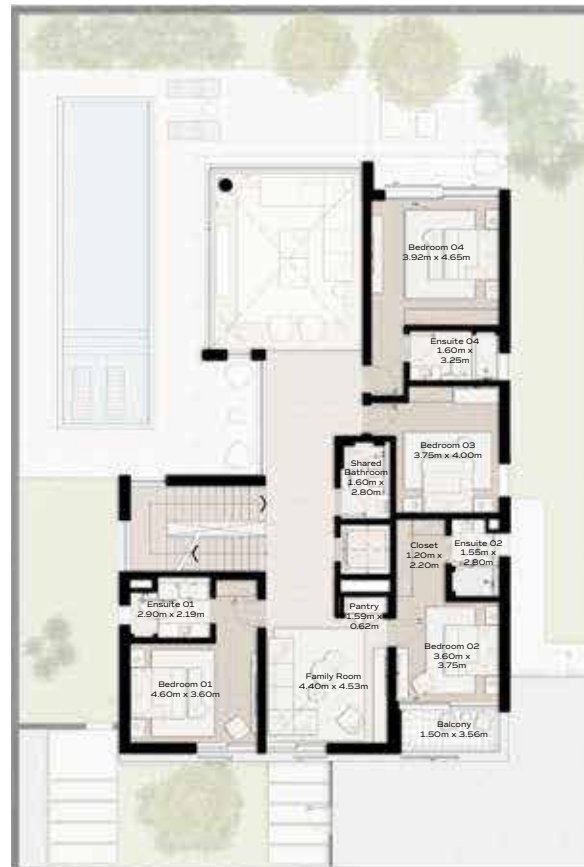 Bedroom 04
3.92m x 4.65m
Ensuite 04
1.60m x
3.25m
Bedroom 03
3.75m x 4.00m
Shared
Bathroom
1.60m x
2.80m
Closet
1.20m x
2.20m
Ensuite 02
1.55m x
2.80m
Ensuite 01
2.90m x 2.19m
Pantry
1.59m x
0.62m
Bedroom 02
3.60m x
3.75m
Family Room
4.40m x 4.53m
Bedroom 01
4.60m x 3.60m
Balcony
1.50m x 3.56m